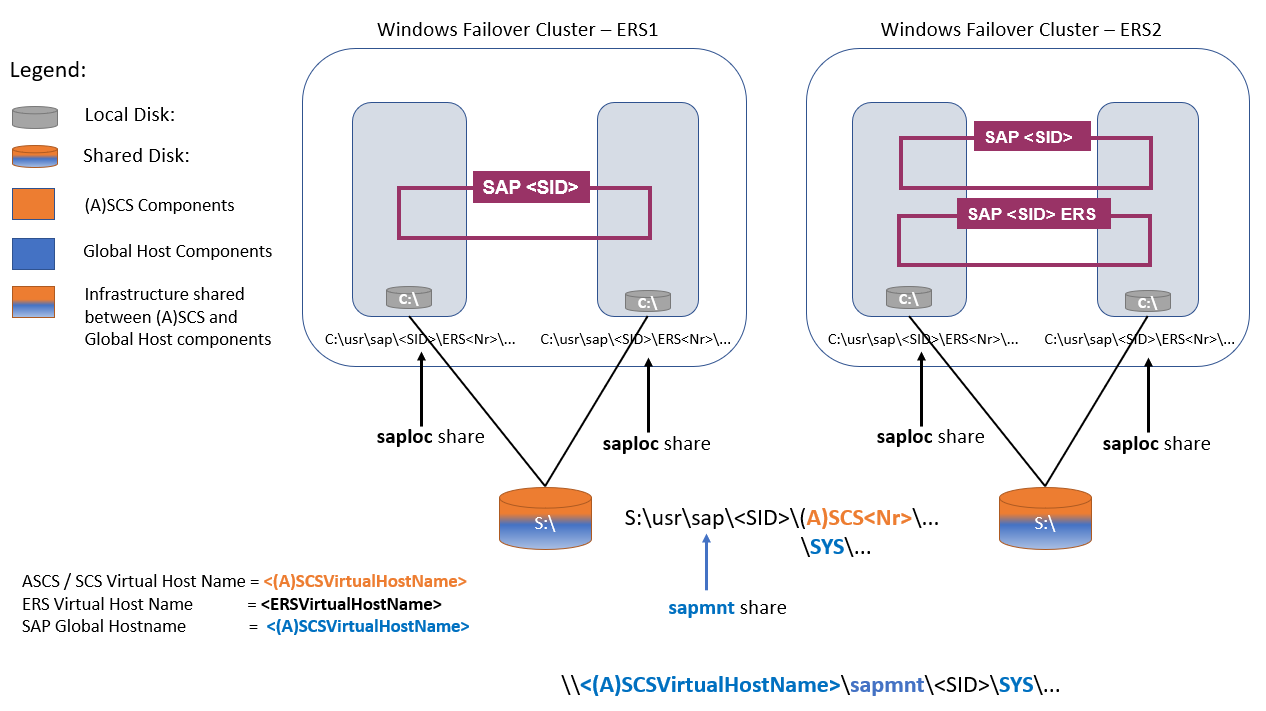 Windows Failover Cluster – ERS1
Windows Failover Cluster – ERS2
Legend:
Local Disk:
Shared Disk:
(A)SCS Components
Global Host Components
Infrastructure shared
between (A)SCS and
Global Host components
SAP <SID>
C:\
C:\
C:\usr\sap\<SID>\ERS<Nr>\...
C:\usr\sap\<SID>\ERS<Nr>\...
saploc share
saploc share
SAP <SID>
SAP <SID> ERS
C:\
C:\
C:\usr\sap\<SID>\ERS<Nr>\...
C:\usr\sap\<SID>\ERS<Nr>\...
saploc share
saploc share
S:\
S:\usr\sap\<SID>\(A)SCS<Nr>\...
\SYS\...
S:\
sapmnt share
ASCS / SCS Virtual Host Name = <(A)SCSVirtualHostName>
ERS Virtual Host Name = <ERSVirtualHostName>
SAP Global Hostname = <(A)SCSVirtualHostName>
\\<(A)SCSVirtualHostName>\sapmnt\<SID>\SYS\...